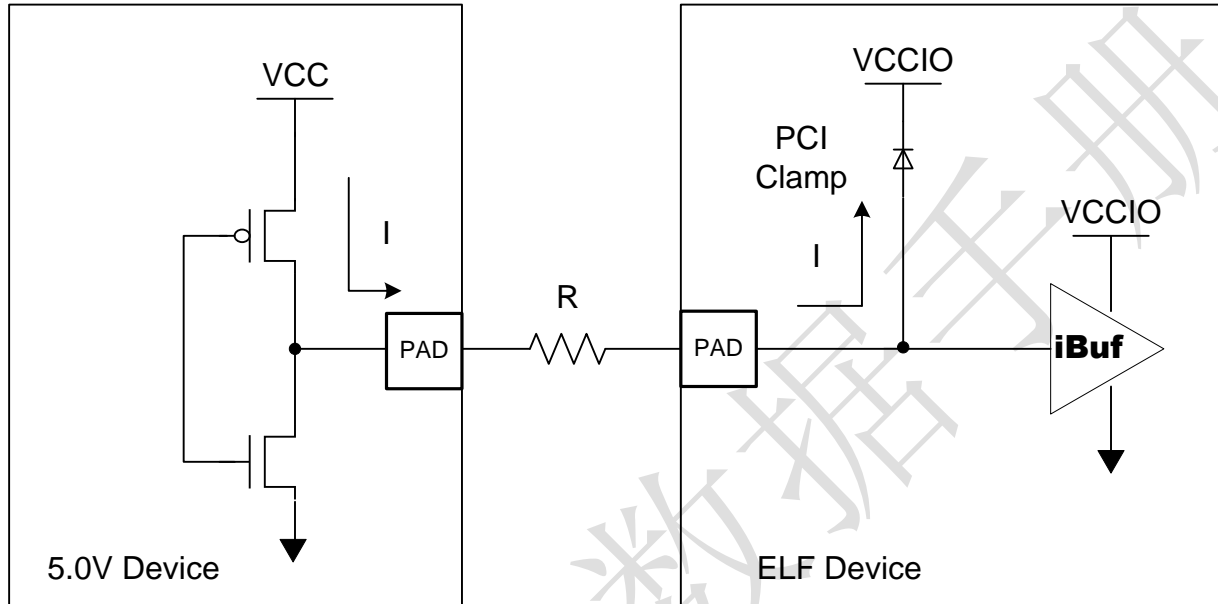 VCC
I
PAD
5.0V Device
R
VCCIO
PCI
Clamp
I
VCCIO
PAD
iBuf
ELF Device
数据手册